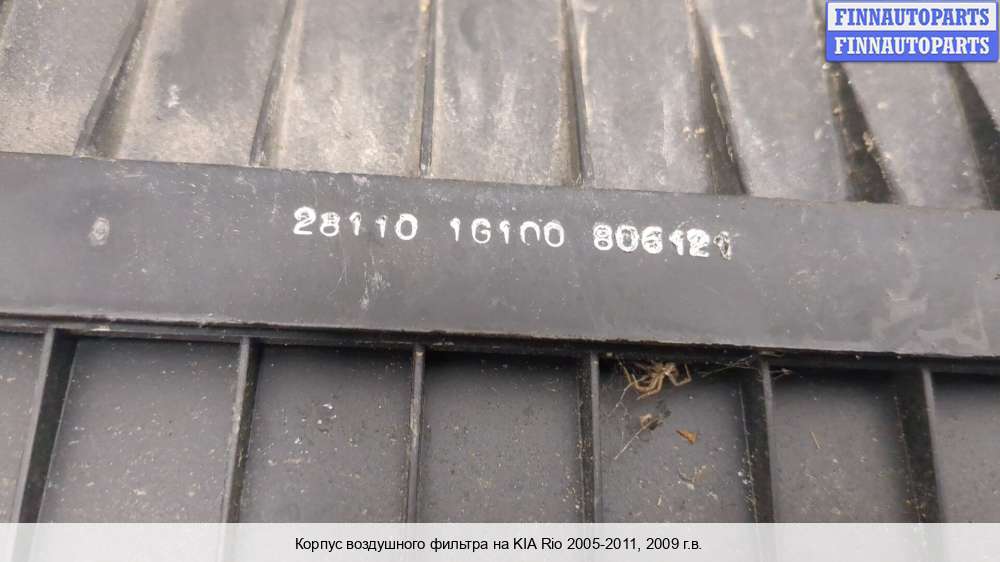 FINNAUTOPARTS
FINNAUTOPARTS
28110 1G100 806121
Корпус воздушного фильтра на KIA Rio 2005-2011, 2009 г.в.